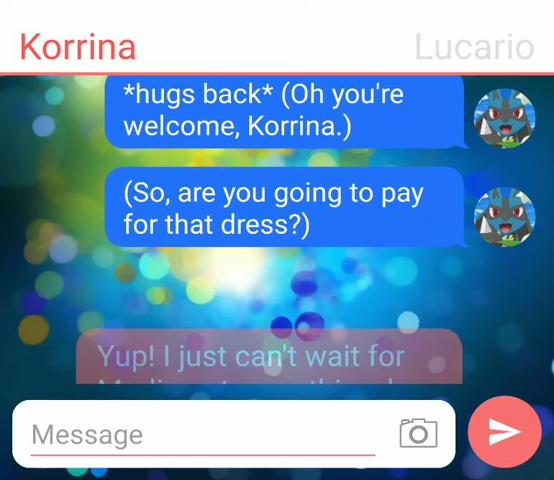 Korrina
Lucario
*hugs back* (Oh you're
welcome, Korrina.)
(So, are you going to pay
for that dress?)
Yup! I just can't wait for
Message